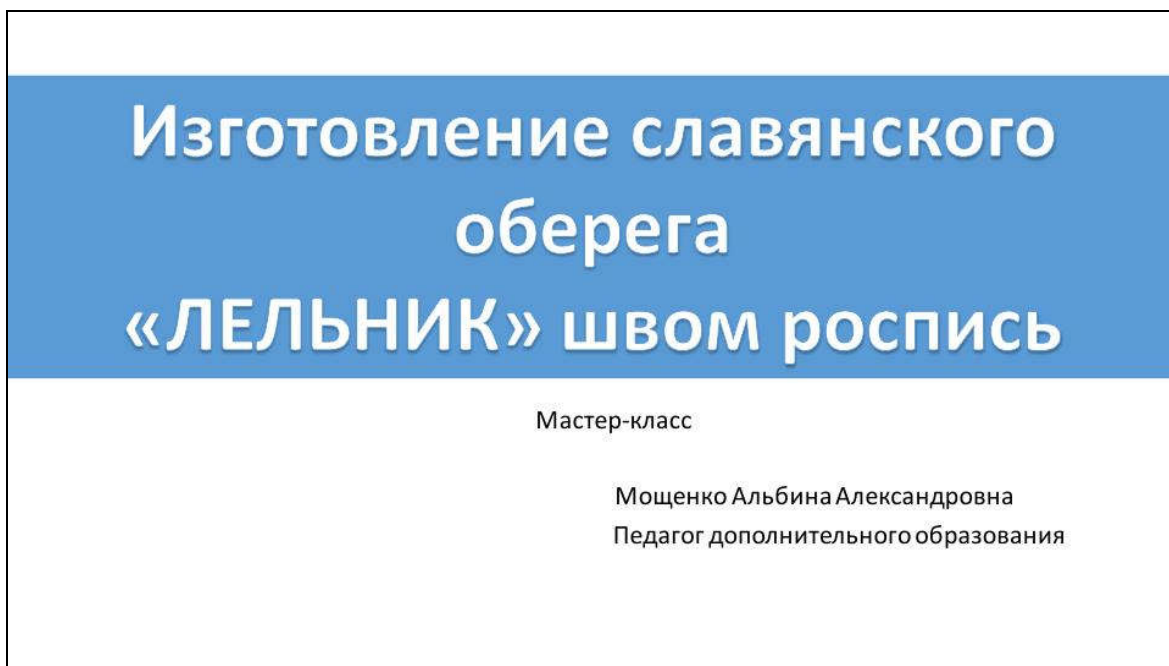 Изготовление славянского
оберега
«ЛЕЛЬНИК» швом роспись
Мастер-класс
Мощенко Альбина Александровна
Педагог дополнительного образования